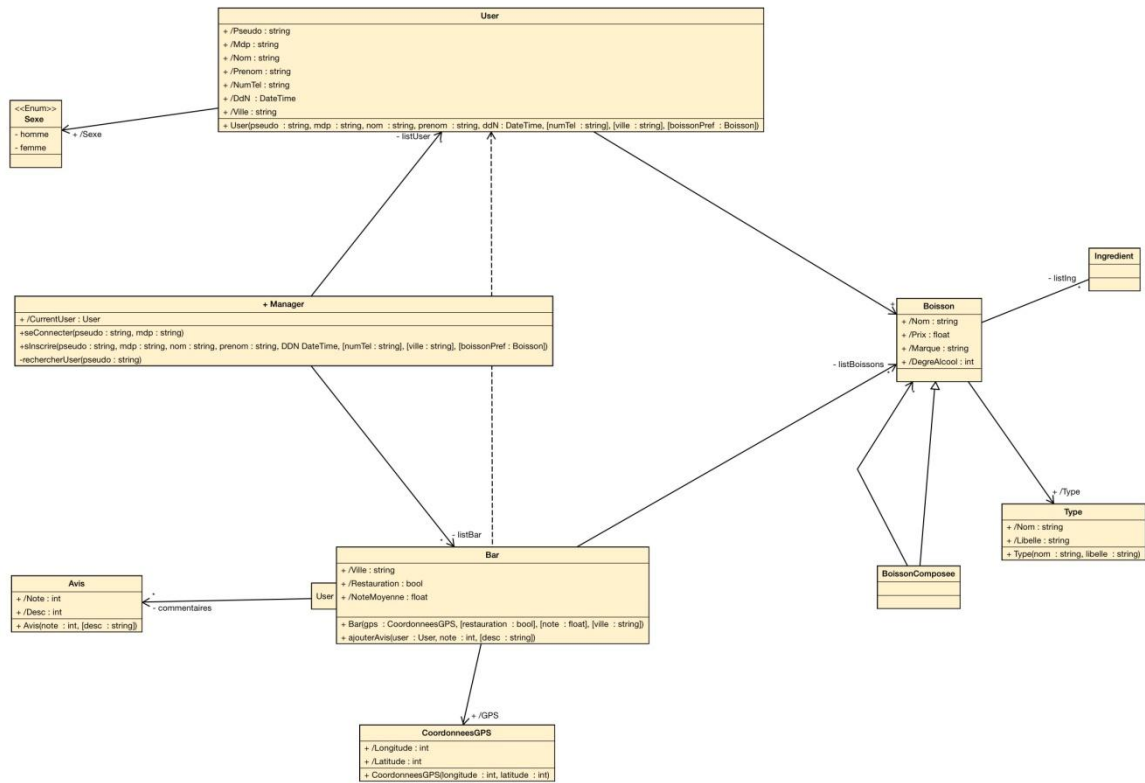 User
+ /Pseudo : string
+ /Mdp : string
+ /Nom : string
+ /Prenom : string
+ /NumTel : string
+ /DdN : DateTime
+ /Ville : string
+ User(pseudo : string, mdp : string, nom : string, prenom : string, ddN : DateTime, [numTel : string], [ville : string], [boissonPref : Boisson])
<<Enum>>
Sexe
- homme
- femme
+ /Sexe
- listUser
*
+ Manager
+ /CurrentUser : User
+seConnecter(pseudo : string, mdp : string)
+sInscrire(pseudo : string, mdp : string, nom : string, prenom : string, DDN DateTime, [numTel : string], [ville : string], [boissonPref : Boisson])
-rechercherUser(pseudo : string)
Ingredient
- listIng
*
+
Boisson
+ /Nom : string
+ /Prix : float
+ /Marque : string
+ /DegreAlcool : int
- listBoissons
*
*
+ /Type
Type
+ /Nom : string
+ /Libelle : string
+ Type(nom : string, libelle : string)
BoissonComposee
- listBar
*
Bar
+ /Ville : string
+ /Restauration : bool
+ /NoteMoyenne : float
+ Bar(gps : CoordonneesGPS, [restauration : bool], [note : float], [ville : string])
+ ajouterAvis(user : User, note : int, [desc : string])
User
*
- commentaires
Avis
+ /Note : int
+ /Desc : int
+ Avis(note : int, [desc : string])
+ /GPS
CoordonneesGPS
+ /Longitude : int
+ /Latitude : int
+ CoordonneesGPS(longitude : int, latitude : int)